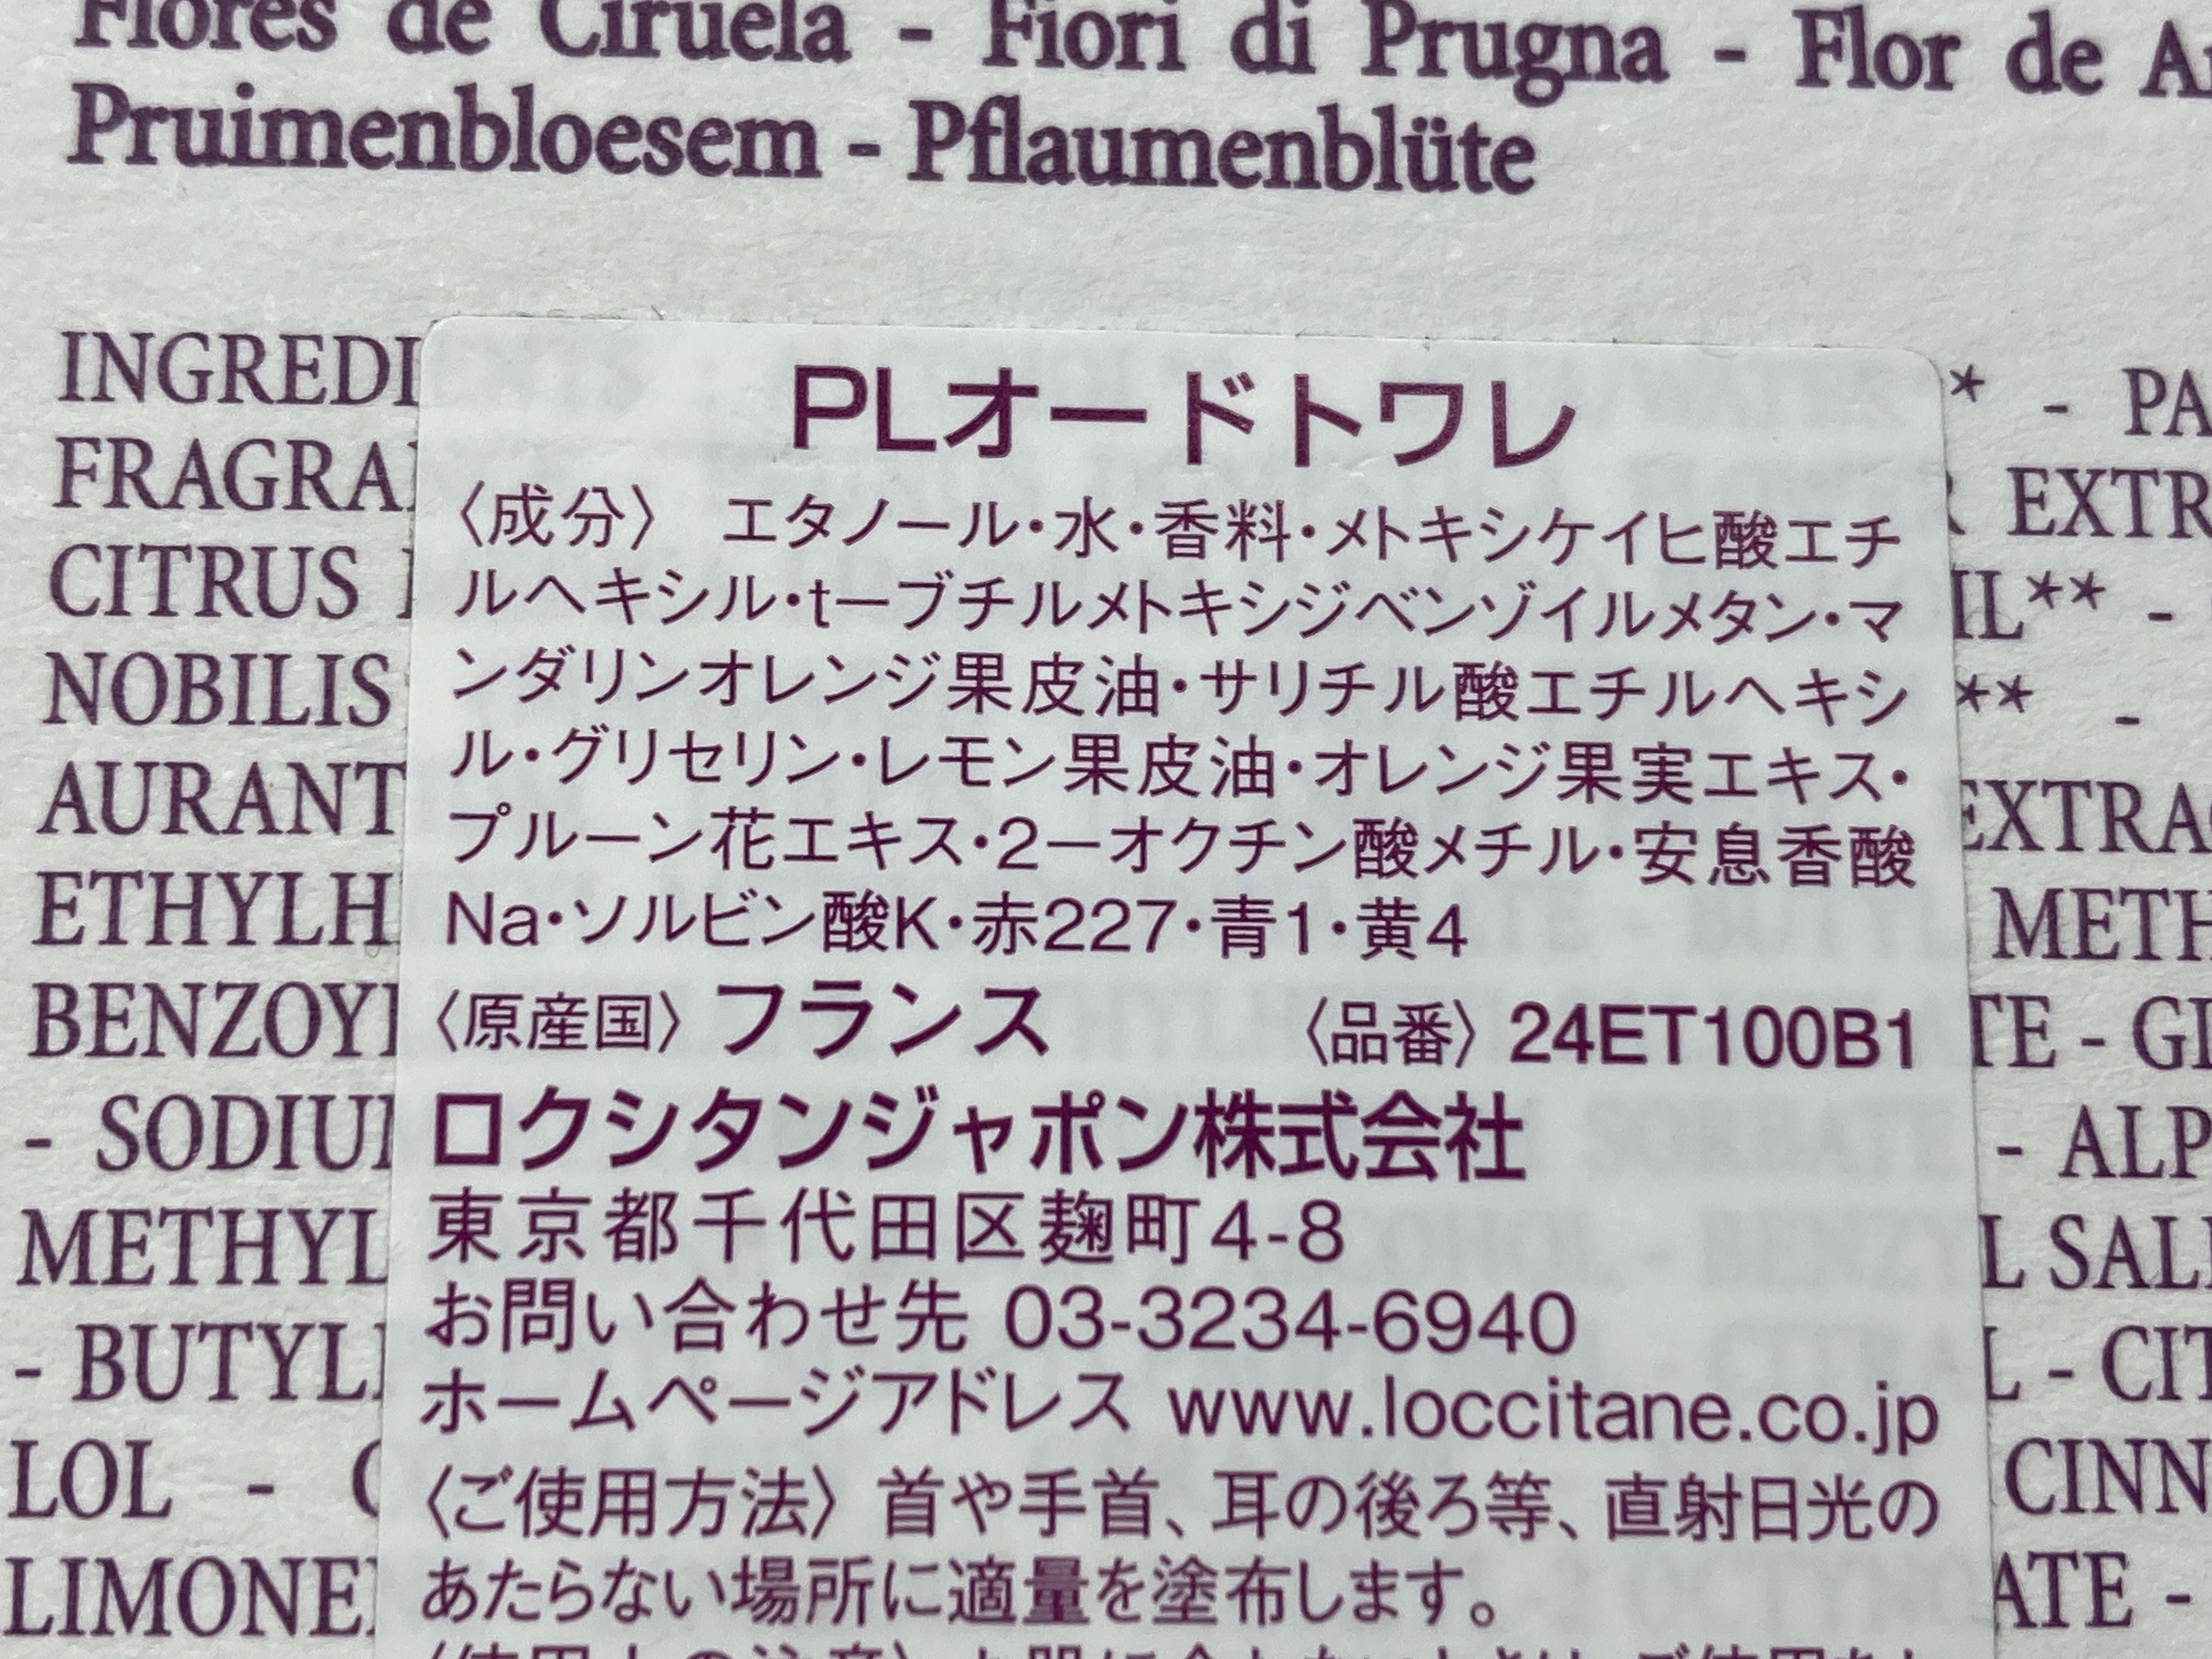 Flores de Ciruela - Fiori di Prugna - Flor de
Pruimenbloesem - Pflaumenblüte
PLオードトワレ
〈成分〉 エタノール・水・香料・メトキシケイヒ酸エチ
ルヘキシル・t－ブチルメトキシジベンゾイルメタン・マ
ンダリンオレンジ果皮油・サリチル酸エチルヘキシ
ル・グリセリン・レモン果皮油・オレンジ果実エキス・
プルーン花エキス・2－オクチン酸メチル・安息香酸
Na・ソルビン酸K・赤227・青1・黄4
〈原産国〉 フランス 〈品番〉 24ET100B1
ロクシタンジャポン株式会社
東京都千代田区麹町4-8
お問い合わせ先 03-3234-6940
ホームページアドレス www.loccitane.co.jp
〈ご使用方法〉 首や手首、耳の後ろ等、直射日光の
あたらない場所に適量を塗布します。
INGREDI
FRAGRA
CITRUS
NOBILIS
AURANT
ETHYLH
BENZOY
- SODIU
METHYL
- BUTYL
LOL -
LIMONE
* - PA
EXTR
IL** -
** -
EXTRA
METH
TE - GL
- ALP
L SALI
L - CIT
CINN
ATE -